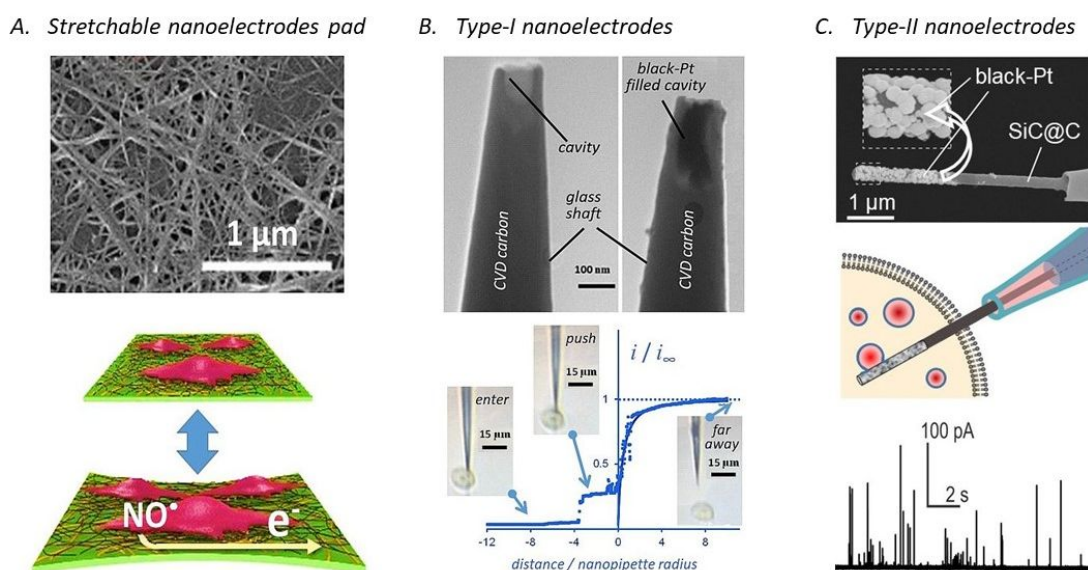 A. Stretchable nanoelectrodes pad
1 µm
NO•
e-
B. Type-I nanoelectrodes
cavity
black-Pt
filled cavity
glass
shaft
CVD carbon
100 nm
CVD carbon
i / i∞
push
15 µm
enter
15 µm
far
away
15 µm
1
0.5
-12
-8
-4
0
4
8
distance / nanopipette radius
C. Type-II nanoelectrodes
black-Pt
SiC@C
1 µm
100 pA
2 s